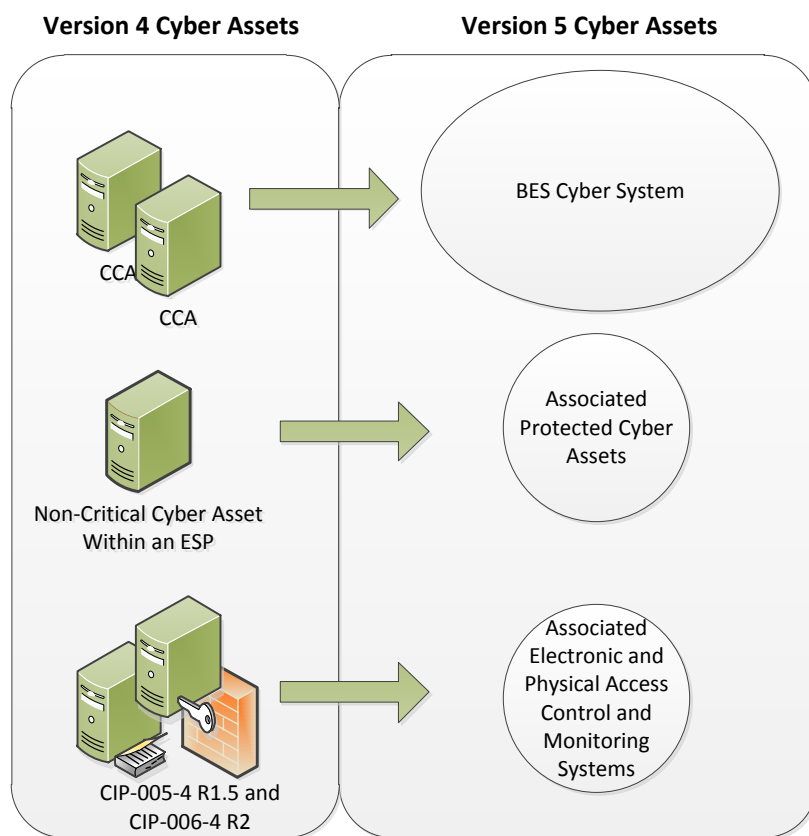 Version 4 Cyber Assets
Version 5 Cyber Assets
CCA
CCA
BES Cyber System
Non-Critical Cyber Asset
Within an ESP
Associated
Protected Cyber
Assets
CIP-005-4 R1.5 and
CIP-006-4 R2
Associated
Electronic and
Physical Access
Control and
Monitoring
Systems